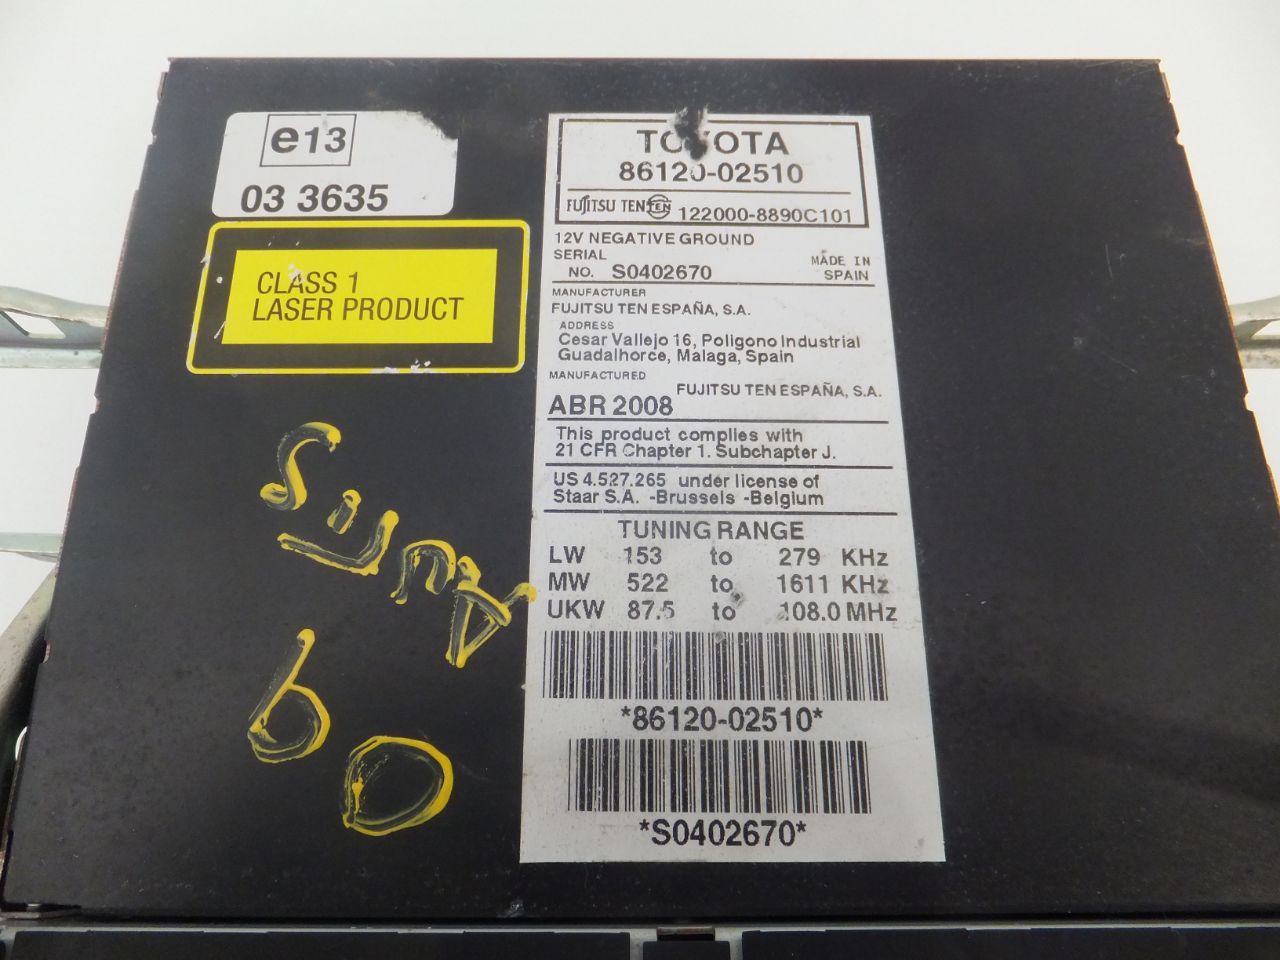 e13
03 3635
CLASS 1
LASER PRODUCT
TOYOTA
86120-02510
FUJITSU TEN TEN 122000-8890C101
12V NEGATIVE GROUND
SERIAL
NO. S0402670
MADE IN
SPAIN
MANUFACTURER
FUJITSU TEN ESPAÑA, S.A.
ADDRESS
Cesar Vallejo 16, Poligono Industrial
Guadalhorce, Malaga, Spain
MANUFACTURED
FUJITSU TEN ESPAÑA, S.A.
ABR 2008
This product complies with
21 CFR Chapter 1. Subchapter J.
US 4.527.265 under license of
Staar S.A. -Brussels -Belgium
TUNING RANGE
LW 153 to 279 KHz
MW 522 to 1611 KHz
UKW 87.5 to 108.0 MHz
*86120-02510*
*S0402670*
Auris
09